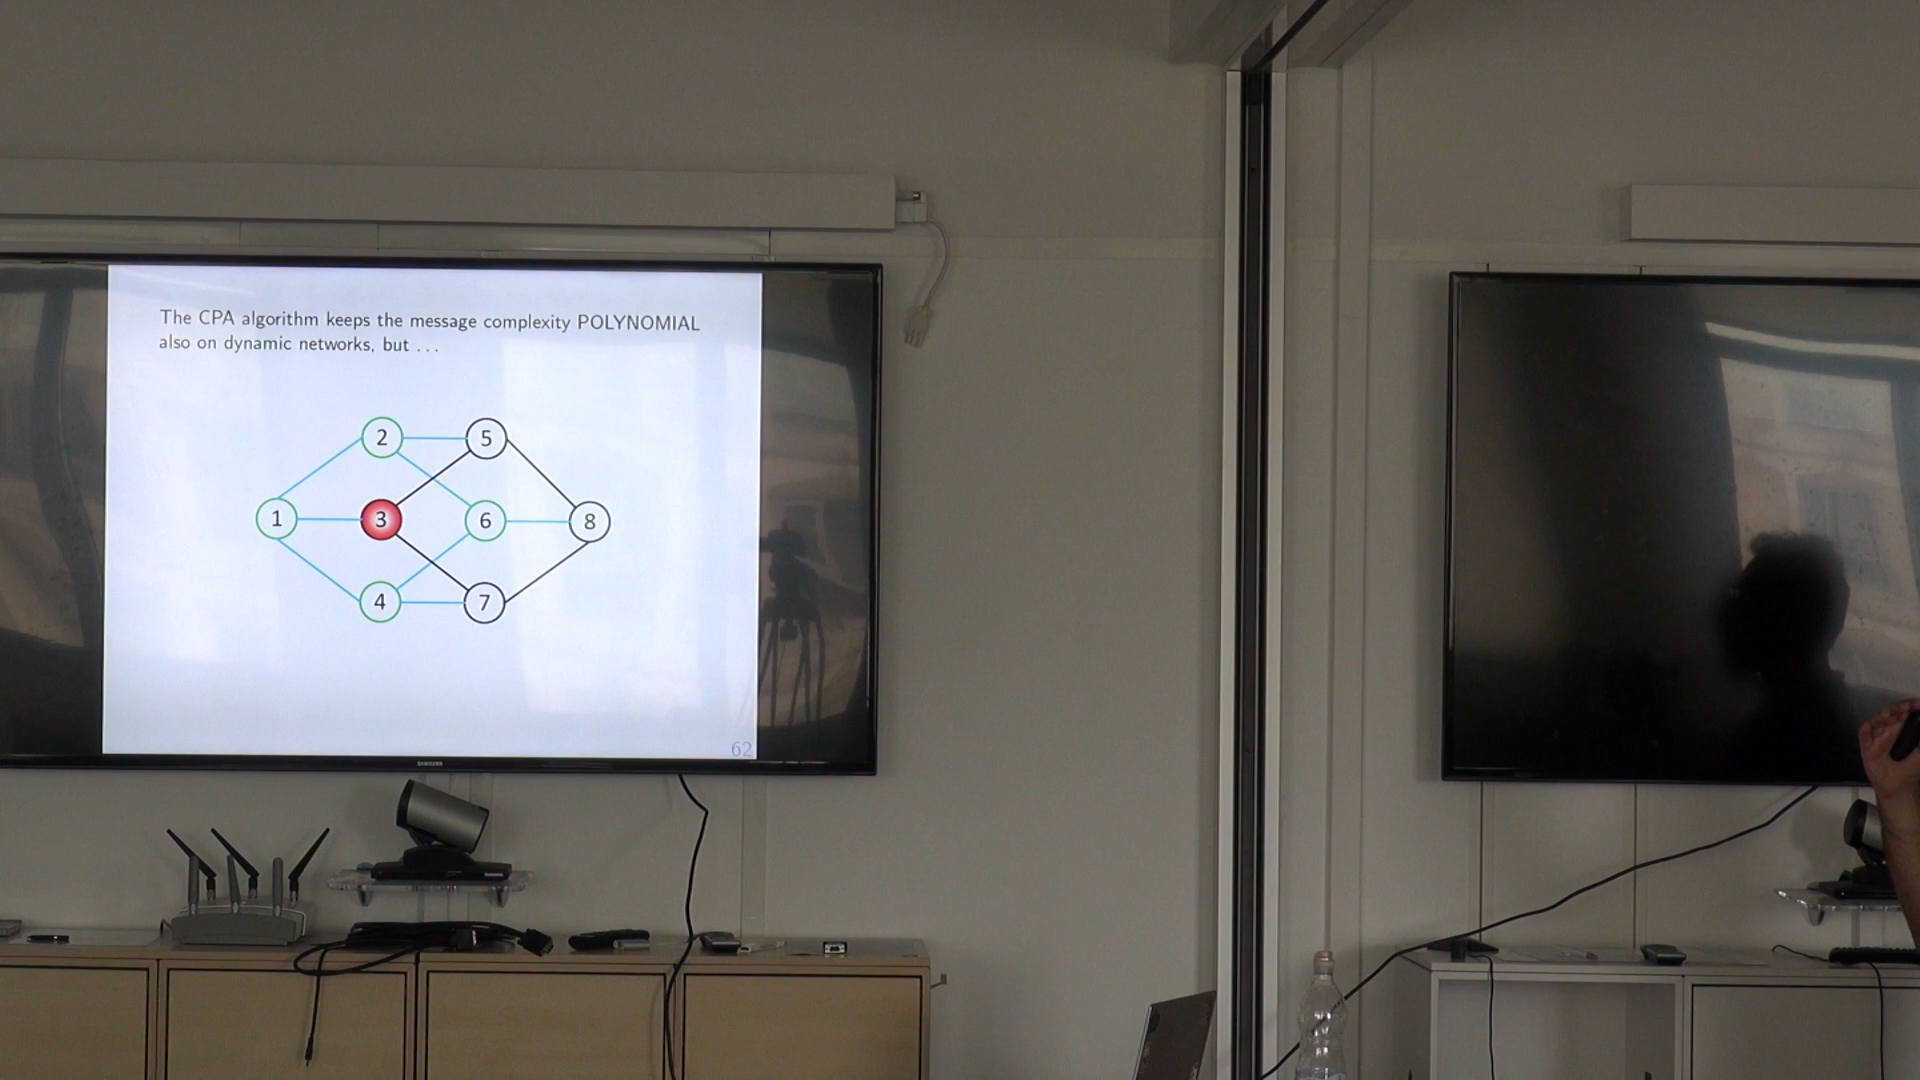 The CPA algorithm keeps the message complexity POLYNOMIAL
also on dynamic networks, but ...
2 5
1 3 6 8
4 7
62